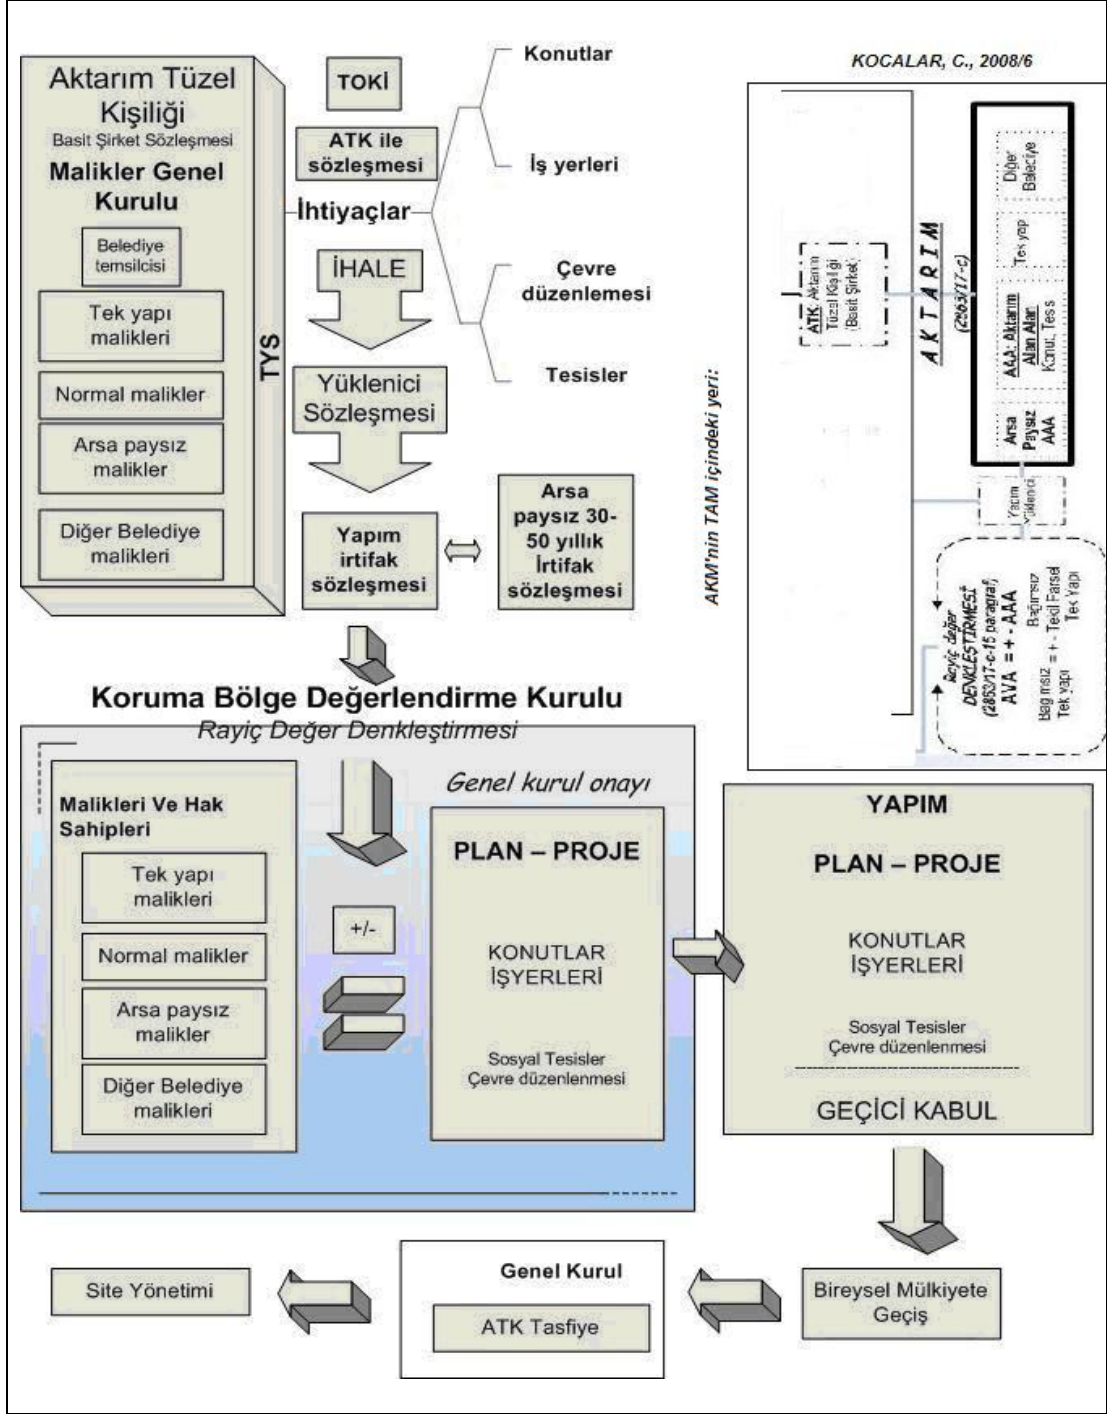 Aktarım Tüzel
Kişiliği
Basit Şirket Sözleşmesi
Malikler Genel
Kurulu
Belediye
temsilcisi
Tek yapı
malikleri
Normal malikler
Arsa paysız
malikler
Diğer Belediye
malikleri
TYS
TOKİ
ATK ile
sözleşmesi
İhtiyaçlar
Konutlar
İş yerleri
Çevre
düzenlemesi
Tesisler
İHALE
Yüklenici
Sözleşmesi
Yapım
irtifak
sözleşmesi
Arsa
paysız 30-
50 yıllık
İrtifak
sözleşmesi
KOCALAR, C., 2008/6
AKM'nin TAM içindeki yeri:
ATK: Aktarım
Tüzel Kişiliği
(Basit Şirket)
AKTARIM
(2863/17-c)
Diğer
Belediye
Tek yapı
AAA: Aktarım
Alan Alan
Konut, Tess
Arsa
Paysız
AAA
Yapım
Yüklenici
Rayiç değer
DENKLEŞTİRMESİ
(2863/17-c-15 paragraf)
AVA = + - AAA
Bağımsız
Bağımsız = + - Tekil Parsel
Tek yapı
Tek Yapı
Koruma Bölge Değerlendirme Kurulu
Rayiç Değer Denkleştirmesi
Malikleri Ve Hak
Sahipleri
Tek yapı
malikleri
Normal malikler
Arsa paysız
malikler
Diğer Belediye
malikleri
+/-
Genel kurul onayı
PLAN – PROJE
KONUTLAR
İŞYERLERİ
Sosyal Tesisler
Çevre düzenlenmesi
YAPIM
PLAN – PROJE
KONUTLAR
İŞYERLERİ
Sosyal Tesisler
Çevre düzenlenmesi
GEÇİCİ KABUL
Bireysel Mülkiyete
Geçiş
Genel Kurul
ATK Tasfiye
Site Yönetimi